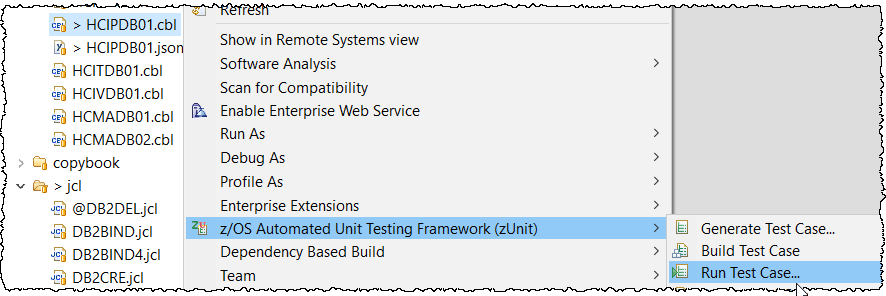 > HCIPDB01.cbl
> HCIPDB01.json
HCITDB01.cbl
HCIVDB01.cbl
HCMADB01.cbl
HCMADB02.cbl
copybook
> jcl
@DB2DEL.jcl
DB2BIND.jcl
DB2BIND4.jcl
DB2CRE.jcl
Refresh
Show in Remote Systems view
Software Analysis
Scan for Compatibility
Enable Enterprise Web Service
Run As
Debug As
Profile As
Enterprise Extensions
z/OS Automated Unit Testing Framework (zUnit)
Dependency Based Build
Team
Generate Test Case...
Build Test Case
Run Test Case...